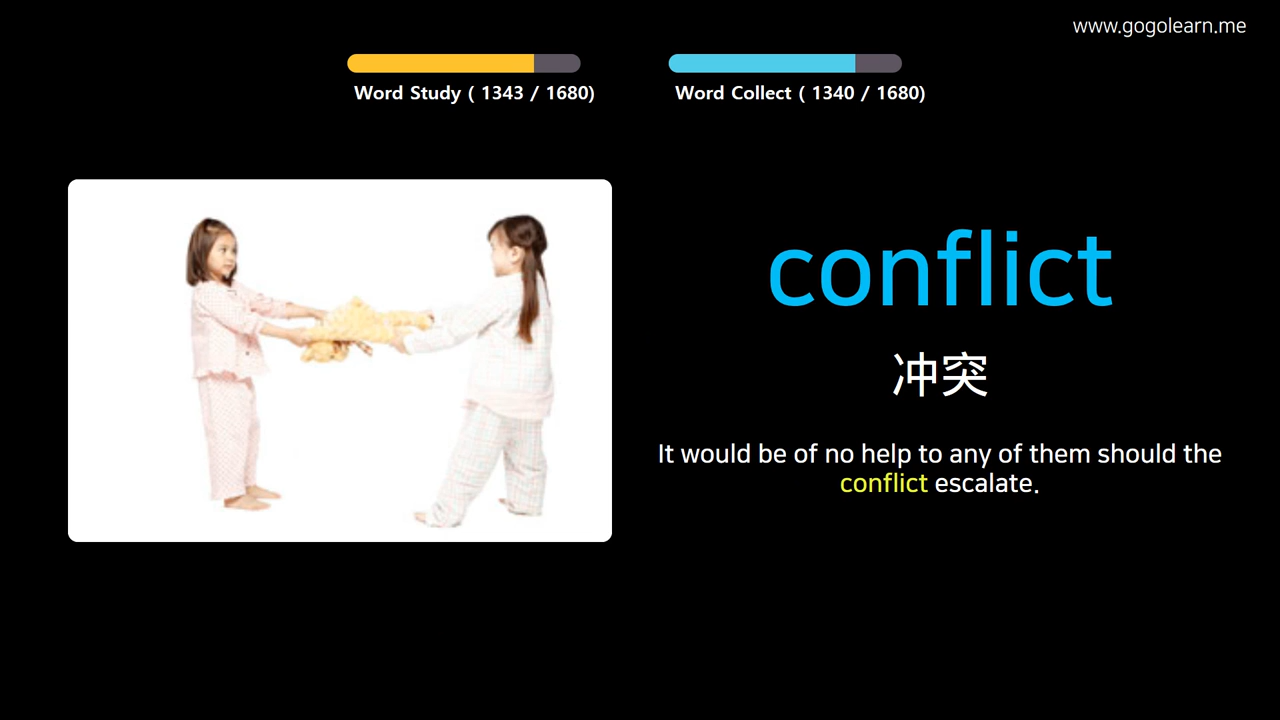 www.gogolearn.me
Word Study ( 1343 / 1680)
Word Collect ( 1340 / 1680)
conflict
冲突
It would be of no help to any of them should the
conflict escalate.